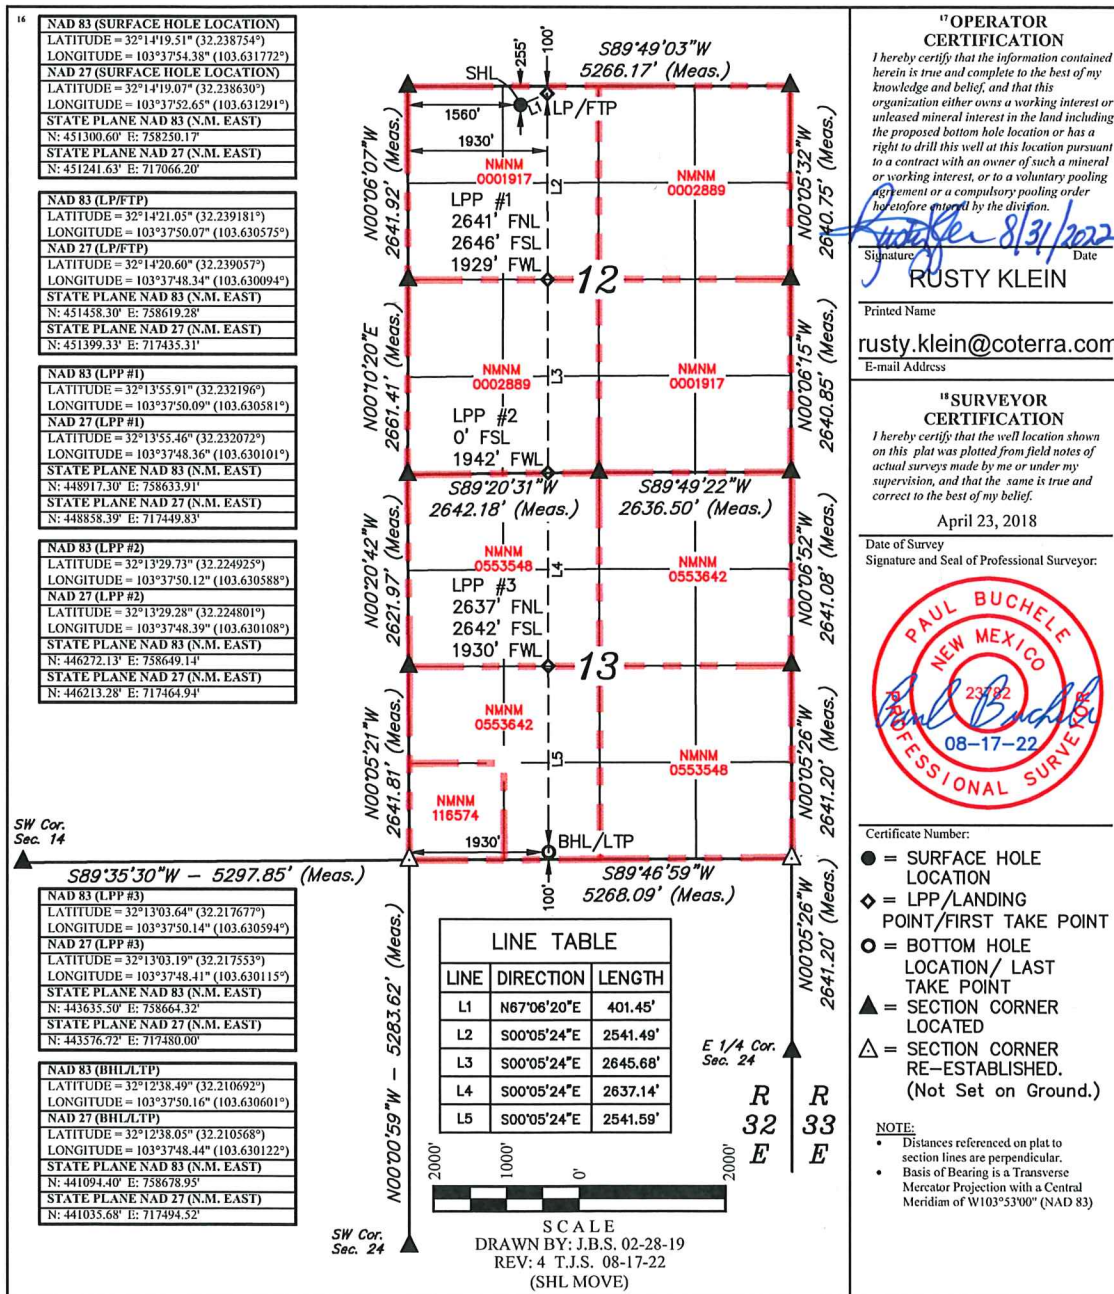 16
NAD 83 (SURFACE HOLE LOCATION)
LATITUDE = 32°14'19.51" (32.238754°)
LONGITUDE = 103°37'54.38" (103.631772°)
NAD 27 (SURFACE HOLE LOCATION)
LATITUDE = 32°14'19.07" (32.238630°)
LONGITUDE = 103°37'52.65" (103.631291°)
STATE PLANE NAD 83 (N.M. EAST)
N: 451300.60' E: 758250.17'
STATE PLANE NAD 27 (N.M. EAST)
N: 451241.63' E: 717066.20'
NAD 83 (LP/FTP)
LATITUDE = 32°14'21.05" (32.239181°)
LONGITUDE = 103°37'50.07" (103.630575°)
NAD 27 (LP/FTP)
LATITUDE = 32°14'20.60" (32.239057°)
LONGITUDE = 103°37'48.34" (103.630094°)
STATE PLANE NAD 83 (N.M. EAST)
N: 451458.30' E: 758619.28'
STATE PLANE NAD 27 (N.M. EAST)
N: 451399.33' E: 717435.31'
NAD 83 (LPP #1)
LATITUDE = 32°13'55.91" (32.232196°)
LONGITUDE = 103°37'50.09" (103.630581°)
NAD 27 (LPP #1)
LATITUDE = 32°13'55.46" (32.232072°)
LONGITUDE = 103°37'48.36" (103.630101°)
STATE PLANE NAD 83 (N.M. EAST)
N: 448917.30' E: 758633.91'
STATE PLANE NAD 27 (N.M. EAST)
N: 448858.39' E: 717449.83'
NAD 83 (LPP #2)
LATITUDE = 32°13'29.73" (32.224925°)
LONGITUDE = 103°37'50.12" (103.630588°)
NAD 27 (LPP #2)
LATITUDE = 32°13'29.28" (32.224801°)
LONGITUDE = 103°37'48.39" (103.630108°)
STATE PLANE NAD 83 (N.M. EAST)
N: 446272.13' E: 758649.14'
STATE PLANE NAD 27 (N.M. EAST)
N: 446213.28' E: 717464.94'
SW Cor.
Sec. 14
S89°35'30"W – 5297.85' (Meas.)
NAD 83 (LPP #3)
LATITUDE = 32°13'03.64" (32.217677°)
LONGITUDE = 103°37'50.14" (103.630594°)
NAD 27 (LPP #3)
LATITUDE = 32°13'03.19" (32.217553°)
LONGITUDE = 103°37'48.41" (103.630115°)
STATE PLANE NAD 83 (N.M. EAST)
N: 443635.50' E: 758664.32'
STATE PLANE NAD 27 (N.M. EAST)
N: 443576.72' E: 717480.00'
NAD 83 (BHL/LTP)
LATITUDE = 32°12'38.49" (32.210692°)
LONGITUDE = 103°37'50.16" (103.630601°)
NAD 27 (BHL/LTP)
LATITUDE = 32°12'38.05" (32.210568°)
LONGITUDE = 103°37'48.44" (103.630122°)
STATE PLANE NAD 83 (N.M. EAST)
N: 441094.40' E: 758678.95'
STATE PLANE NAD 27 (N.M. EAST)
N: 441035.68' E: 717494.52'
255'
100'
S89°49'03"W
5266.17' (Meas.)
SHL
L1
LP/FTP
1560'
1930'
N00°06'07"W
2641.92' (Meas.)
NMNM
0001917
L2
NMNM
0002889
N00°05'32"W
2640.75' (Meas.)
LPP #1
2641' FNL
2646' FSL
1929' FWL
12
N00°10'20"E
2661.41' (Meas.)
NMNM
0002889
L3
NMNM
0001917
N00°06'15"W
2640.85' (Meas.)
LPP #2
0' FSL
1942' FWL
S89°20'31"W
2642.18' (Meas.)
S89°49'22"W
2636.50' (Meas.)
N00°20'42"W
2621.97' (Meas.)
NMNM
0553548
L4
NMNM
0553642
N00°06'52"W
2641.08' (Meas.)
LPP #3
2637' FNL
2642' FSL
1930' FWL
13
N00°05'21"W
2641.81' (Meas.)
NMNM
0553642
L5
NMNM
0553548
N00°05'26"W
2641.20' (Meas.)
NMNM
116574
1930'
BHL/LTP
100'
S89°46'59"W
5268.09' (Meas.)
N00°00'59"W – 5283.62' (Meas.)
N00°05'26"W
2641.20' (Meas.)
LINE TABLE
LINE DIRECTION LENGTH
L1 N67°06'20"E 401.45'
L2 S00°05'24"E 2541.49'
L3 S00°05'24"E 2645.68'
L4 S00°05'24"E 2637.14'
L5 S00°05'24"E 2541.59'
E 1/4 Cor.
Sec. 24
R R
32 33
E E
2000'
1000'
0'
2000'
SCALE
DRAWN BY: J.B.S. 02-28-19
REV: 4 T.J.S. 08-17-22
(SHL MOVE)
SW Cor.
Sec. 24
17 OPERATOR
CERTIFICATION
I hereby certify that the information contained
herein is true and complete to the best of my
knowledge and belief, and that this
organization either owns a working interest or
unleased mineral interest in the land including
the proposed bottom hole location or has a
right to drill this well at this location pursuant
to a contract with an owner of such a mineral
or working interest, or to a voluntary pooling
agreement or a compulsory pooling order
heretofore entered by the division.
8/31/2022
Signature Date
RUSTY KLEIN
Printed Name
rusty.klein@coterra.com
E-mail Address
18 SURVEYOR
CERTIFICATION
I hereby certify that the well location shown
on this plat was plotted from field notes of
actual surveys made by me or under my
supervision, and that the same is true and
correct to the best of my belief.
April 23, 2018
Date of Survey
Signature and Seal of Professional Surveyor:
PAUL BUCHELE
NEW MEXICO
23782
Paul Buchele
08-17-22
PROFESSIONAL SURVEYOR
Certificate Number:
= SURFACE HOLE
LOCATION
= LPP/LANDING
POINT/FIRST TAKE POINT
= BOTTOM HOLE
LOCATION/ LAST
TAKE POINT
= SECTION CORNER
LOCATED
= SECTION CORNER
RE-ESTABLISHED.
(Not Set on Ground.)
NOTE:
• Distances referenced on plat to
section lines are perpendicular.
• Basis of Bearing is a Transverse
Mercator Projection with a Central
Meridian of W103°53'00" (NAD 83)